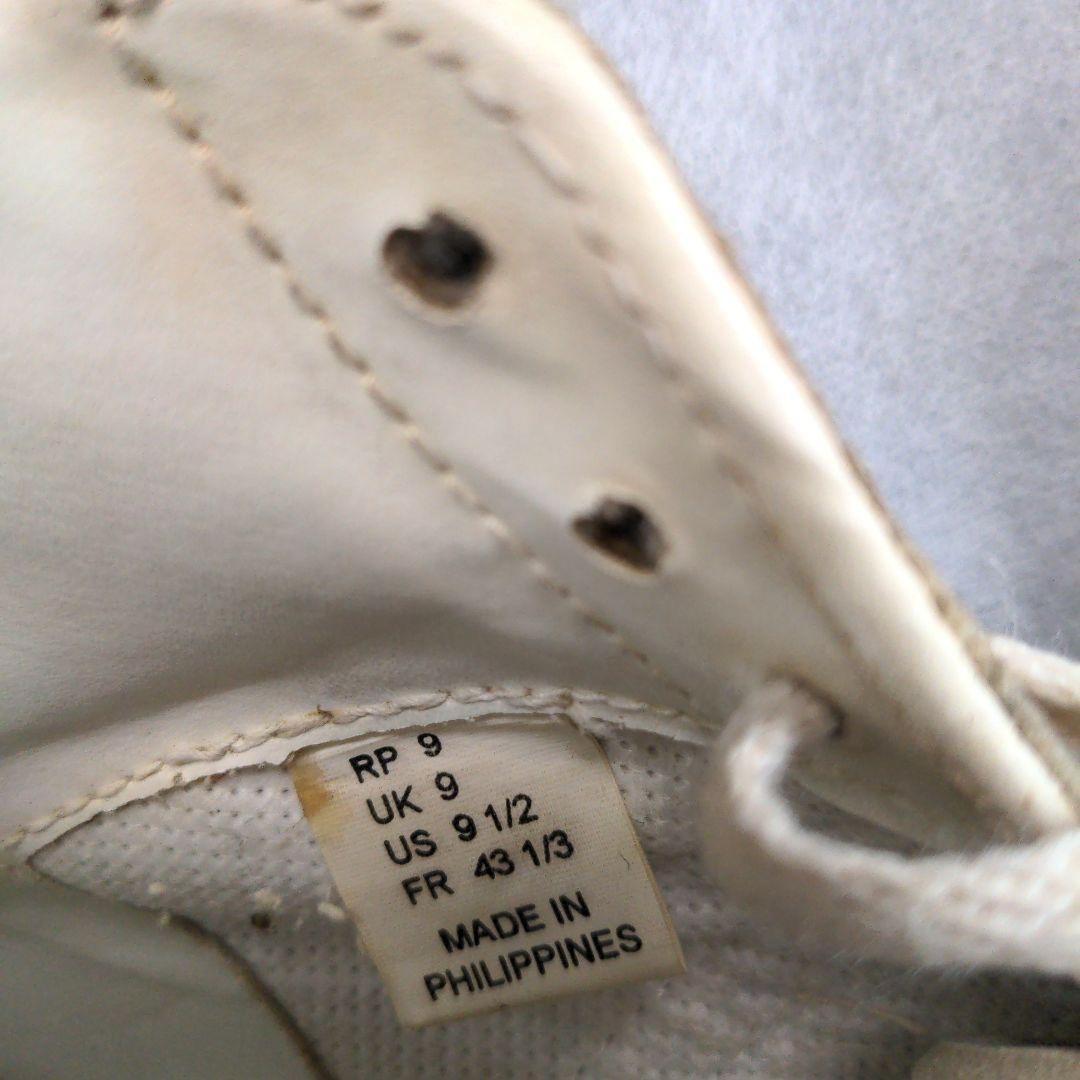 RP 9
UK 9
US 9 1/2
FR 43 1/3
MADE IN
PHILIPPINES